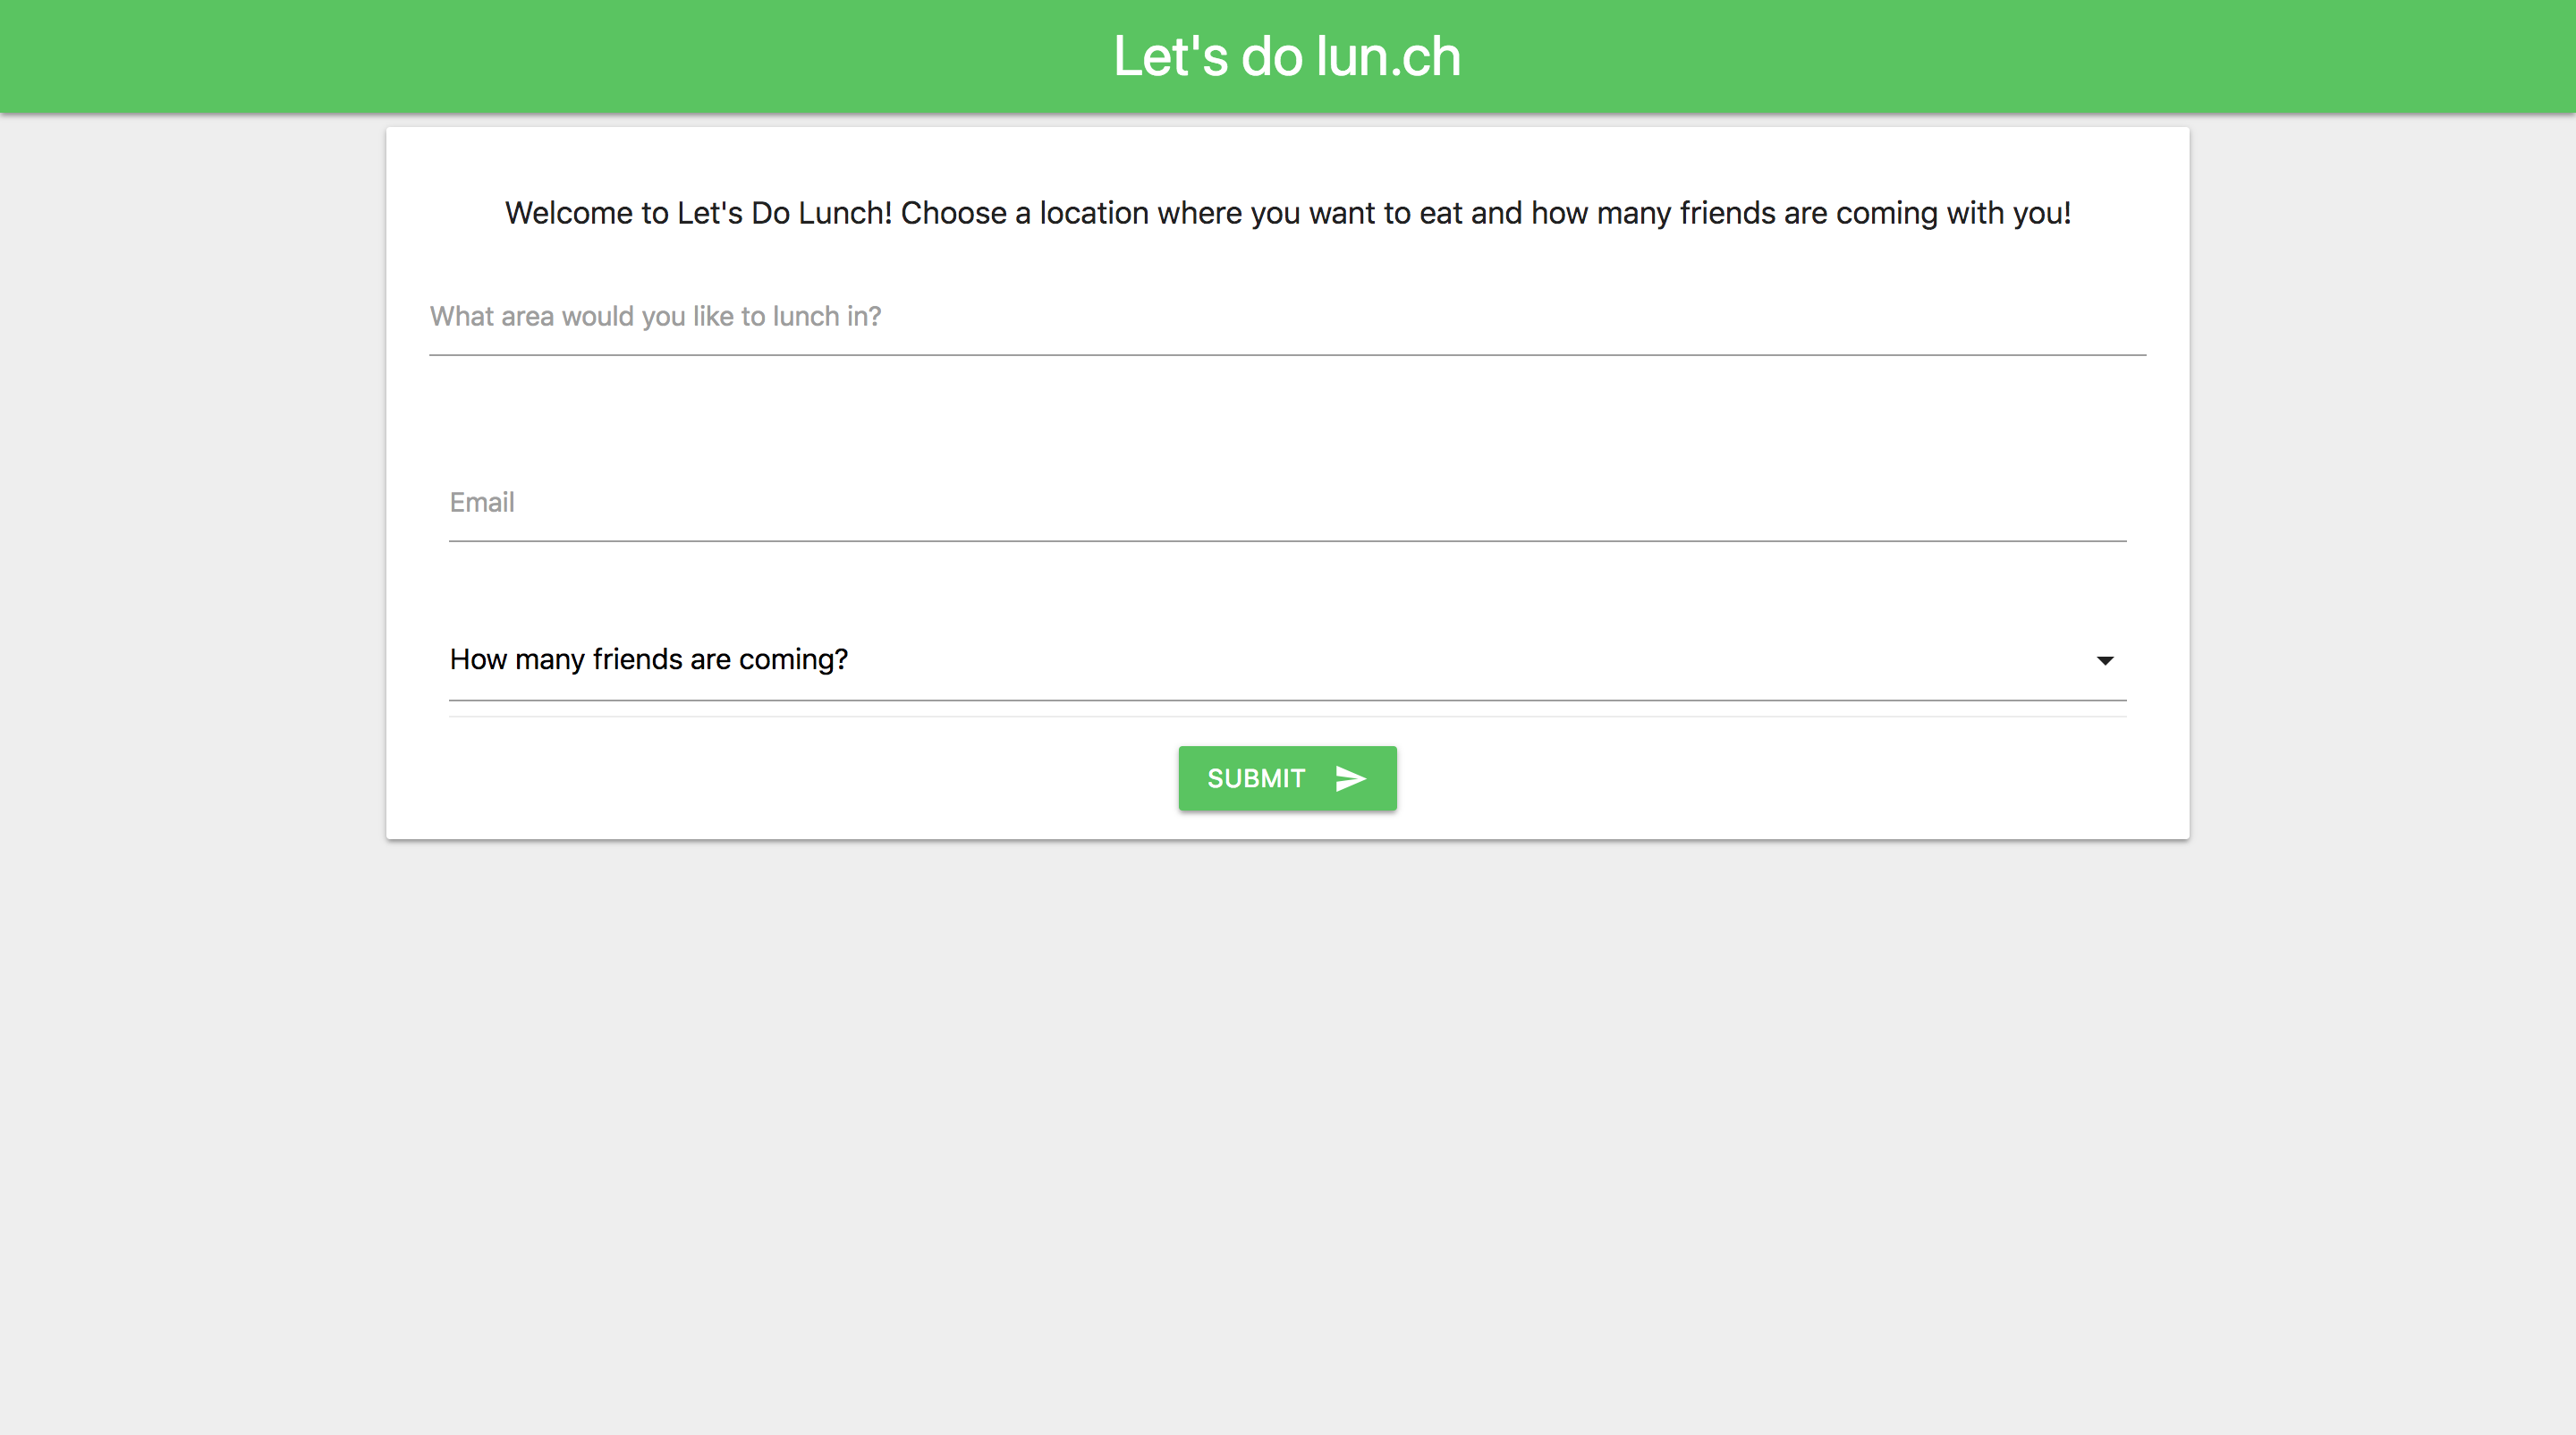 Let's do lun.ch
Welcome to Let's Do Lunch! Choose a location where you want to eat and how many friends are coming with you!
What area would you like to lunch in?
Email
How many friends are coming?
SUBMIT